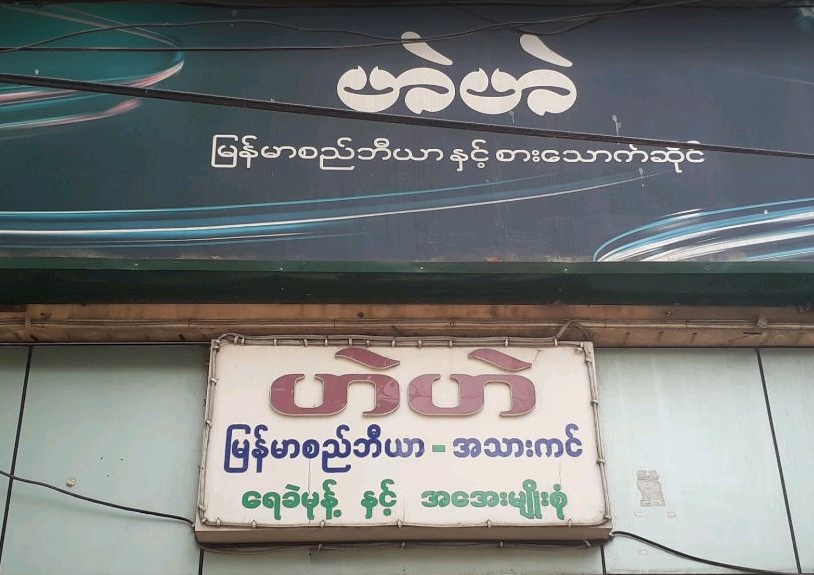 ဟာဲဟာဲ
မြန်မာစည်ဘီယာ နှင့် စားသောက်ဆိုင်
ဟာဲဟာဲ
မြန်မာစည်ဘီယာ - အသားကင်
ရေခဲမုန့် နှင့် အအေးမျိုးစုံ